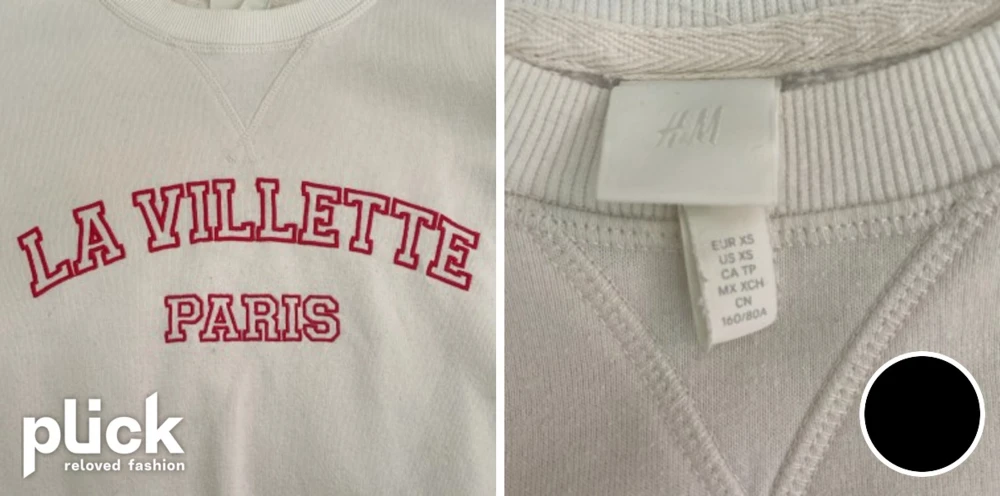 LA VILLETTE
PARIS
plick
reloved fashion
H&M
EUR XS
US XS
CA TP
MX XCH
CN
160/80A